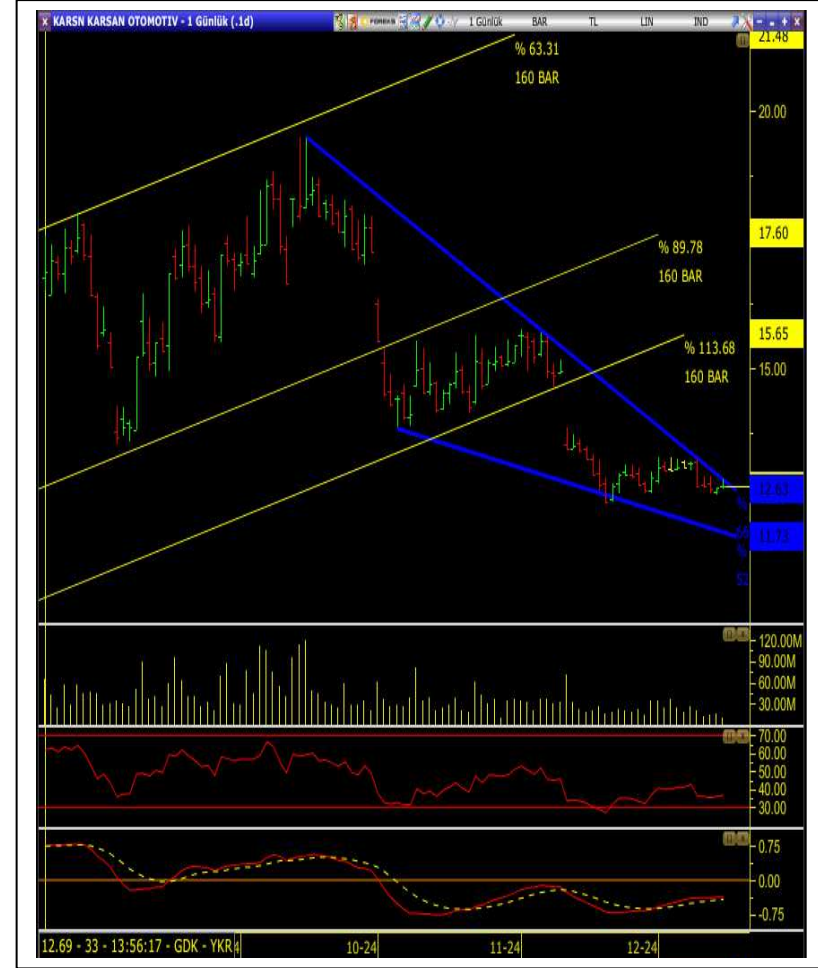 KARSN KARSAN OTOMOTIV - 1 Günlük (.1d)
FOREKS
1 Günlük BAR TL LIN IND
21.48
% 63.31
160 BAR
20.00
17.60
% 89.78
160 BAR
15.65
% 113.68
160 BAR
15.00
12.63
11.73
120.00M
90.00M
60.00M
30.00M
70.00
60.00
50.00
40.00
30.00
0.75
0.00
-0.75
12.69 - 33 - 13:56:17 - GDK - YKR
10-24 11-24 12-24